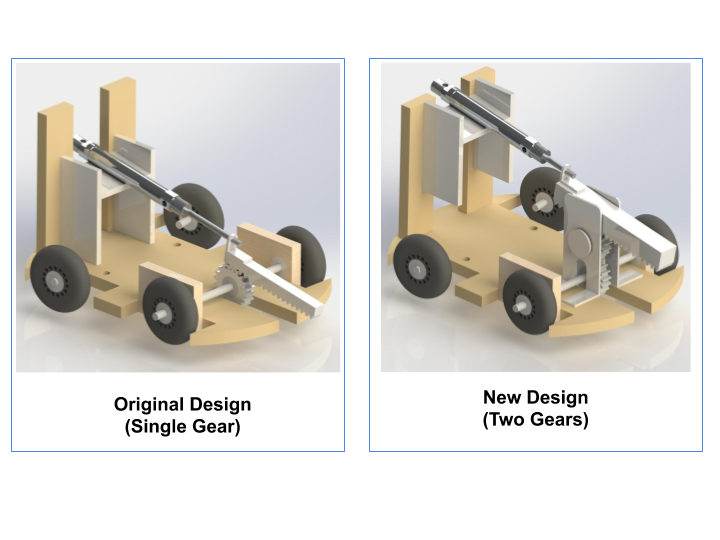 Original Design
(Single Gear)
New Design
(Two Gears)